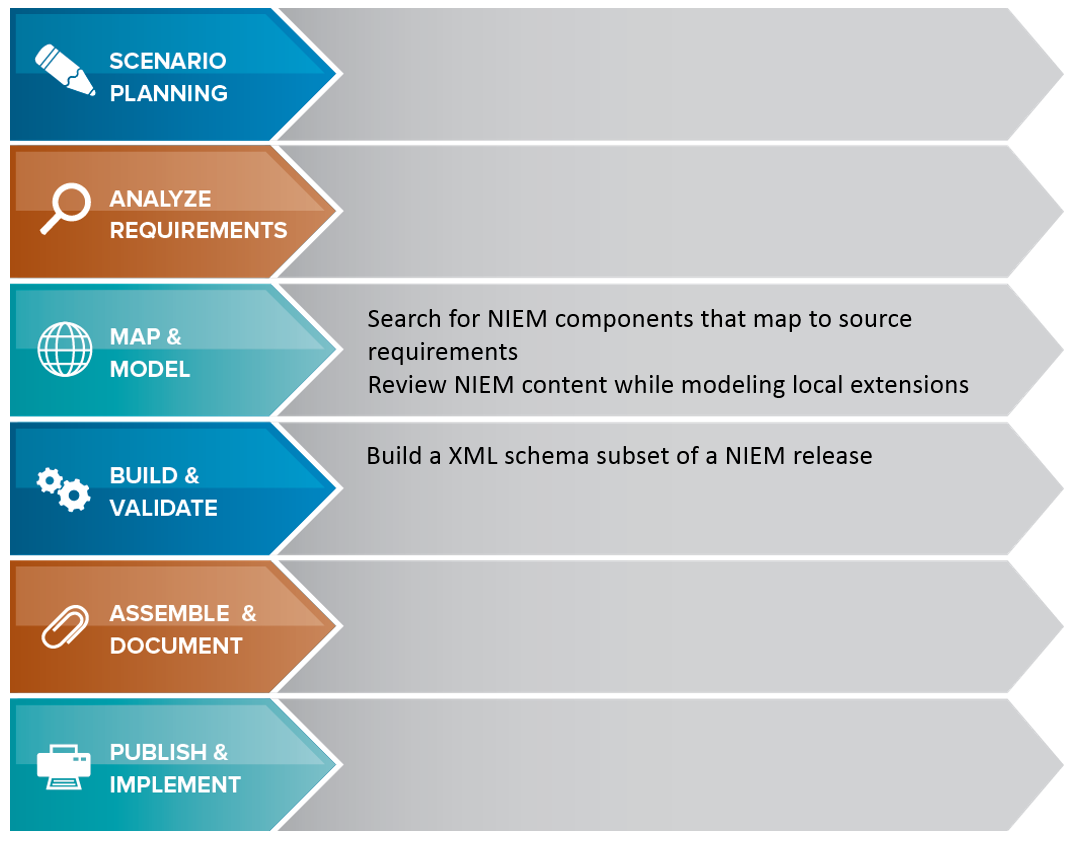 SCENARIO
PLANNING
ANALYZE
REQUIREMENTS
MAP &
MODEL
Search for NIEM components that map to source
requirements
Review NIEM content while modeling local extensions
BUILD &
VALIDATE
Build a XML schema subset of a NIEM release
ASSEMBLE &
DOCUMENT
PUBLISH &
IMPLEMENT